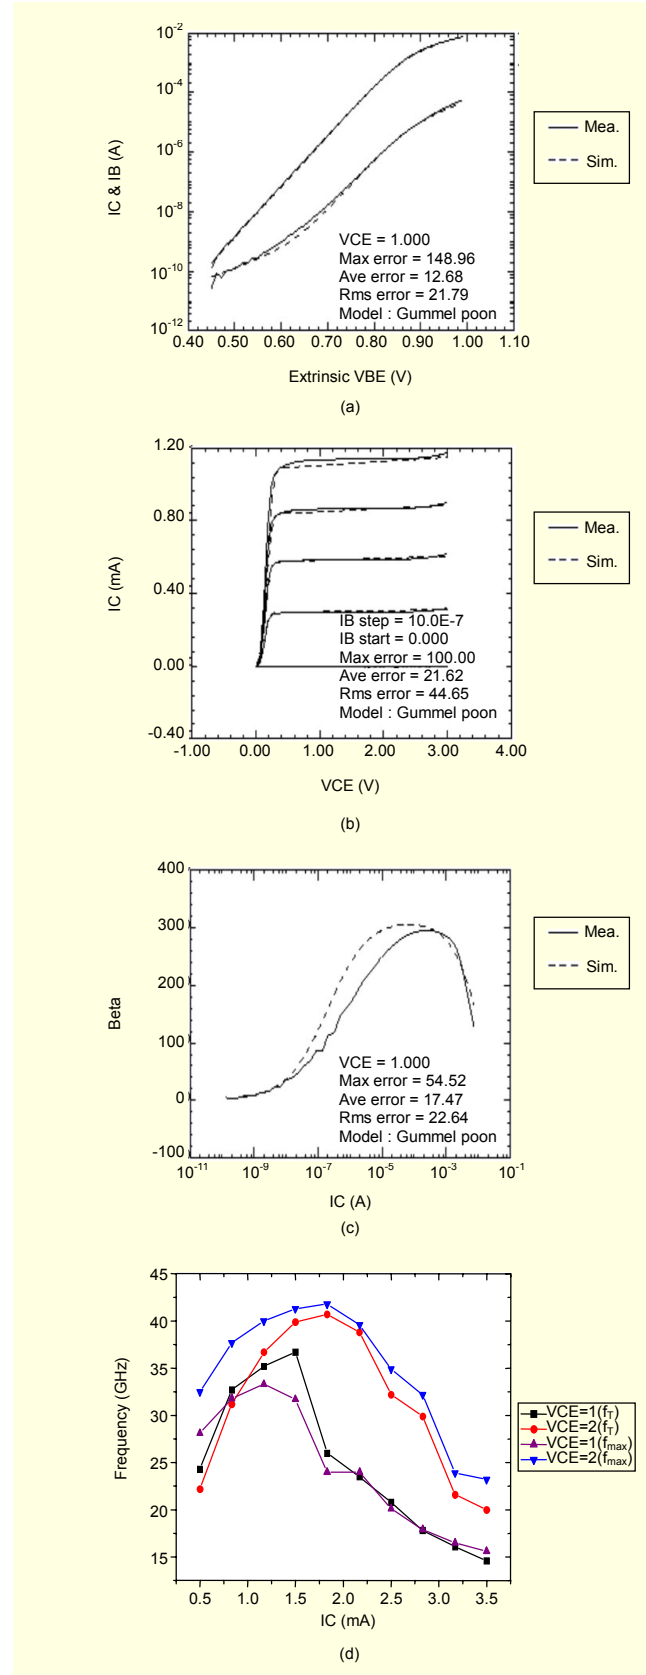 10-2
10-4
10-6
10-8
10-10
10-12
IC & IB (A)
VCE = 1.000
Max error = 148.96
Ave error = 12.68
Rms error = 21.79
Model : Gummel poon
0.40 0.50 0.60 0.70 0.80 0.90 1.00 1.10
Extrinsic VBE (V)
Mea.
Sim.
(a)
1.20
0.80
0.40
0.00
-0.40
IC (mA)
IB step = 10.0E-7
IB start = 0.000
Max error = 100.00
Ave error = 21.62
Rms error = 44.65
Model : Gummel poon
-1.00 0.00 1.00 2.00 3.00 4.00
VCE (V)
Mea.
Sim.
(b)
400
300
200
100
0
-100
Beta
VCE = 1.000
Max error = 54.52
Ave error = 17.47
Rms error = 22.64
Model : Gummel poon
10-11 10-9 10-7 10-5 10-3 10-1
IC (A)
Mea.
Sim.
(c)
45
40
35
30
25
20
15
Frequency (GHz)
0.5 1.0 1.5 2.0 2.5 3.0 3.5
IC (mA)
VCE=1(fT)
VCE=2(fT)
VCE=1(fmax)
VCE=2(fmax)
(d)